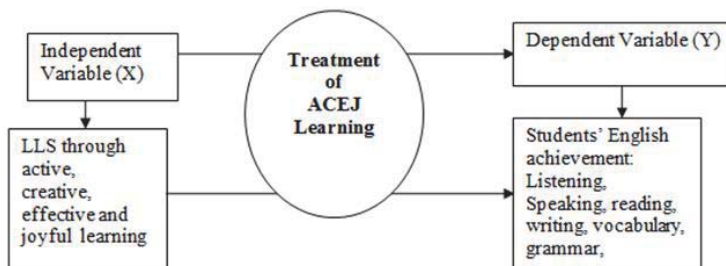 Independent
Variable (X)
Treatment
of
ACEJ
Learning
Dependent Variable (Y)
LLS through
active,
creative,
effective and
joyful learning
Students' English
achievement:
Listening,
Speaking, reading,
writing, vocabulary,
grammar,